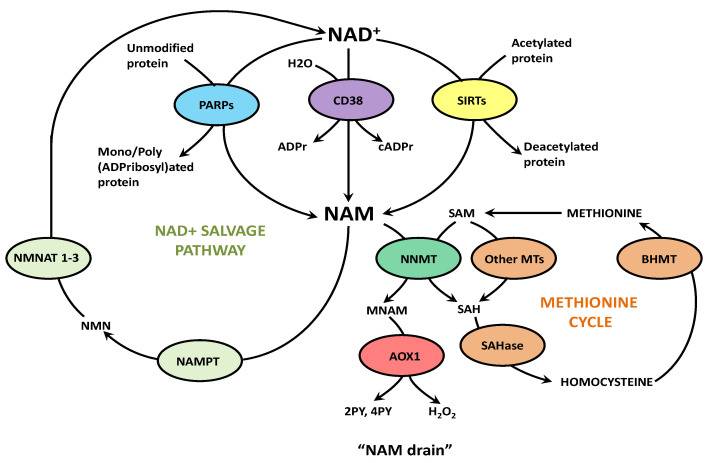 NAD+
Unmodified
protein
H2O
Acetylated
protein
PARPs
CD38
SIRTs
Mono/Poly
(ADPribosyl)ated
protein
ADPr
cADPr
Deacetylated
protein
NAM
SAM
METHIONINE
NAD+ SALVAGE
PATHWAY
NMNAT 1-3
NNMT
Other MTs
BHMT
MNAM
SAH
METHIONINE
CYCLE
NMN
NAMPT
AOX1
SAHase
HOMOCYSTEINE
2PY, 4PY
H₂O₂
“NAM drain”